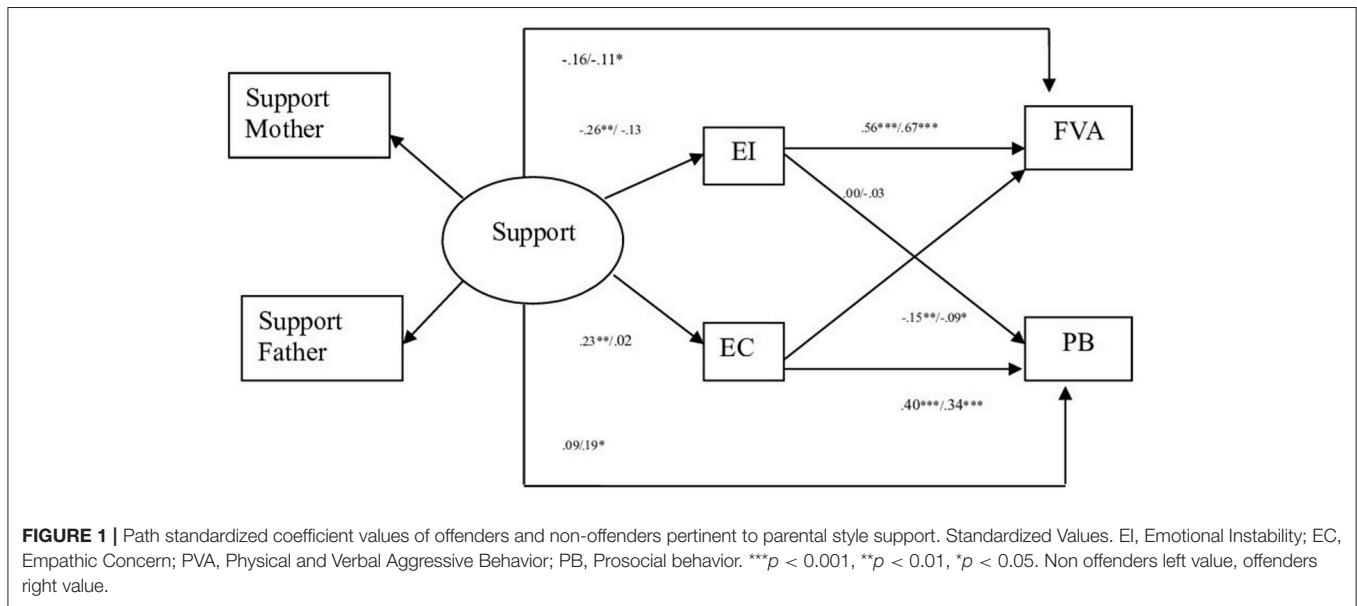 -.16/-.11*
Support
Mother
-.26**/ -.13
EI
.56***/.67***
FVA
.00/-.03
Support
Support
Father
.23**/.02
EC
-.15**/-.09*
PB
.40***/.34***
.09/.19*
FIGURE 1 | Path standardized coefficient values of offenders and non-offenders pertinent to parental style support. Standardized Values. EI, Emotional Instability; EC,
Empathic Concern; PVA, Physical and Verbal Aggressive Behavior; PB, Prosocial behavior. ***p < 0.001, **p < 0.01, *p < 0.05. Non offenders left value, offenders
right value.